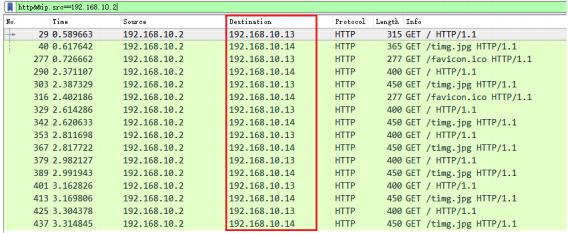 http&&ip.src==192.168.10.2
No. Time Source Destination Protocol Length Info
29 0.589663 192.168.10.2 192.168.10.13 HTTP 315 GET / HTTP/1.1
40 0.617642 192.168.10.2 192.168.10.14 HTTP 365 GET /timg.jpg HTTP/1.1
277 0.726662 192.168.10.2 192.168.10.14 HTTP 277 GET /favicon.ico HTTP/1.1
290 2.371107 192.168.10.2 192.168.10.14 HTTP 400 GET / HTTP/1.1
303 2.387329 192.168.10.2 192.168.10.13 HTTP 450 GET /timg.jpg HTTP/1.1
316 2.402186 192.168.10.2 192.168.10.14 HTTP 277 GET /favicon.ico HTTP/1.1
329 2.614286 192.168.10.2 192.168.10.13 HTTP 400 GET / HTTP/1.1
342 2.620633 192.168.10.2 192.168.10.14 HTTP 450 GET /timg.jpg HTTP/1.1
353 2.811698 192.168.10.2 192.168.10.13 HTTP 400 GET / HTTP/1.1
367 2.817722 192.168.10.2 192.168.10.14 HTTP 450 GET /timg.jpg HTTP/1.1
379 2.982127 192.168.10.2 192.168.10.13 HTTP 400 GET / HTTP/1.1
389 2.991943 192.168.10.2 192.168.10.14 HTTP 450 GET /timg.jpg HTTP/1.1
401 3.162826 192.168.10.2 192.168.10.13 HTTP 400 GET / HTTP/1.1
413 3.169806 192.168.10.2 192.168.10.14 HTTP 450 GET /timg.jpg HTTP/1.1
425 3.304378 192.168.10.2 192.168.10.13 HTTP 400 GET / HTTP/1.1
437 3.314845 192.168.10.2 192.168.10.14 HTTP 450 GET /timg.jpg HTTP/1.1